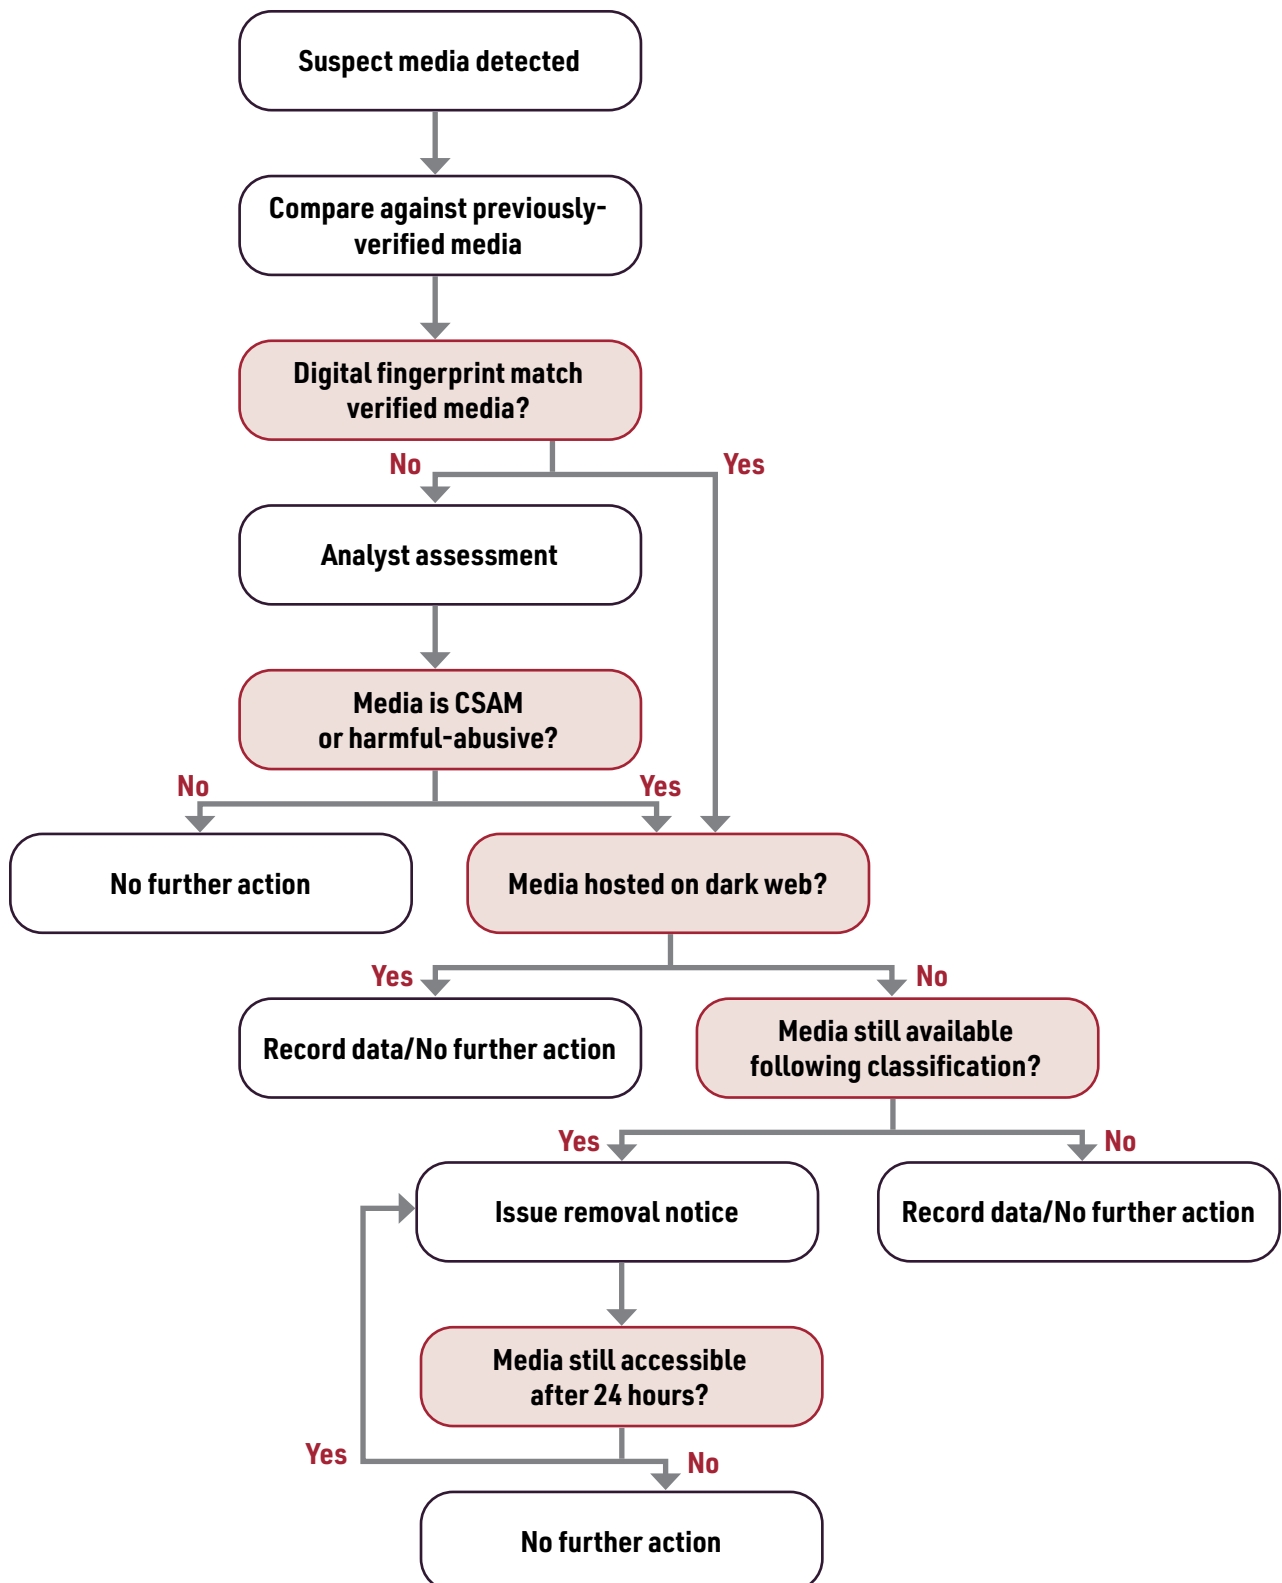 Suspect media detected
Compare against previously-
verified media
Digital fingerprint match
verified media?
No
Yes
Analyst assessment
Media is CSAM
or harmful-abusive?
No
Yes
No further action
Media hosted on dark web?
Yes
No
Record data/No further action
Media still available
following classification?
Yes
No
Issue removal notice
Record data/No further action
Media still accessible
after 24 hours?
Yes
No
No further action